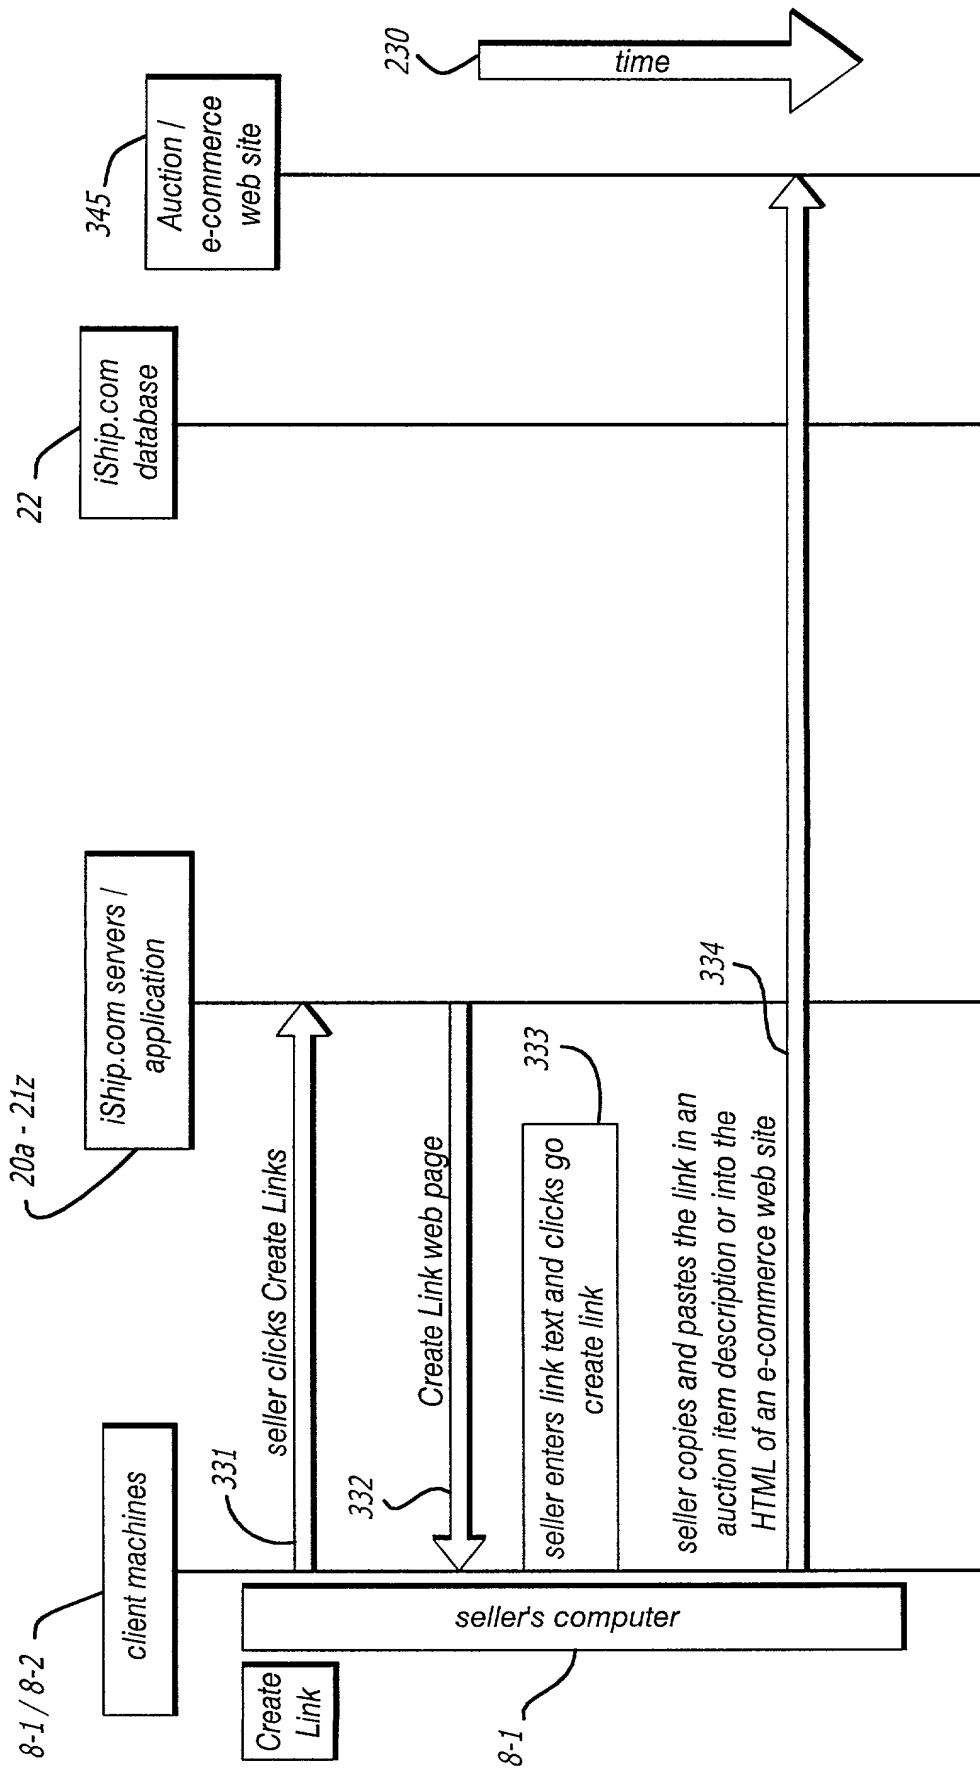 8-1 / 8-2
client machines
20a - 21z
iShip.com servers /
application
22
iShip.com
database
345
Auction /
e-commerce
web site
230
time
Create
Link
seller's computer
8-1
331
seller clicks Create Links
332
Create Link web page
333
seller enters link text and clicks go
create link
334
seller copies and pastes the link in an
auction item description or into the
HTML of an e-commerce web site